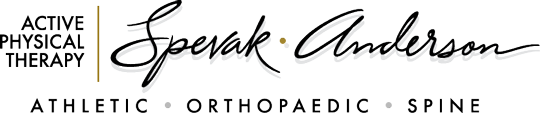 ACTIVE
PHYSICAL
THERAPY
Spevak · Anderson
ATHLETIC • ORTHOPAEDIC • SPINE